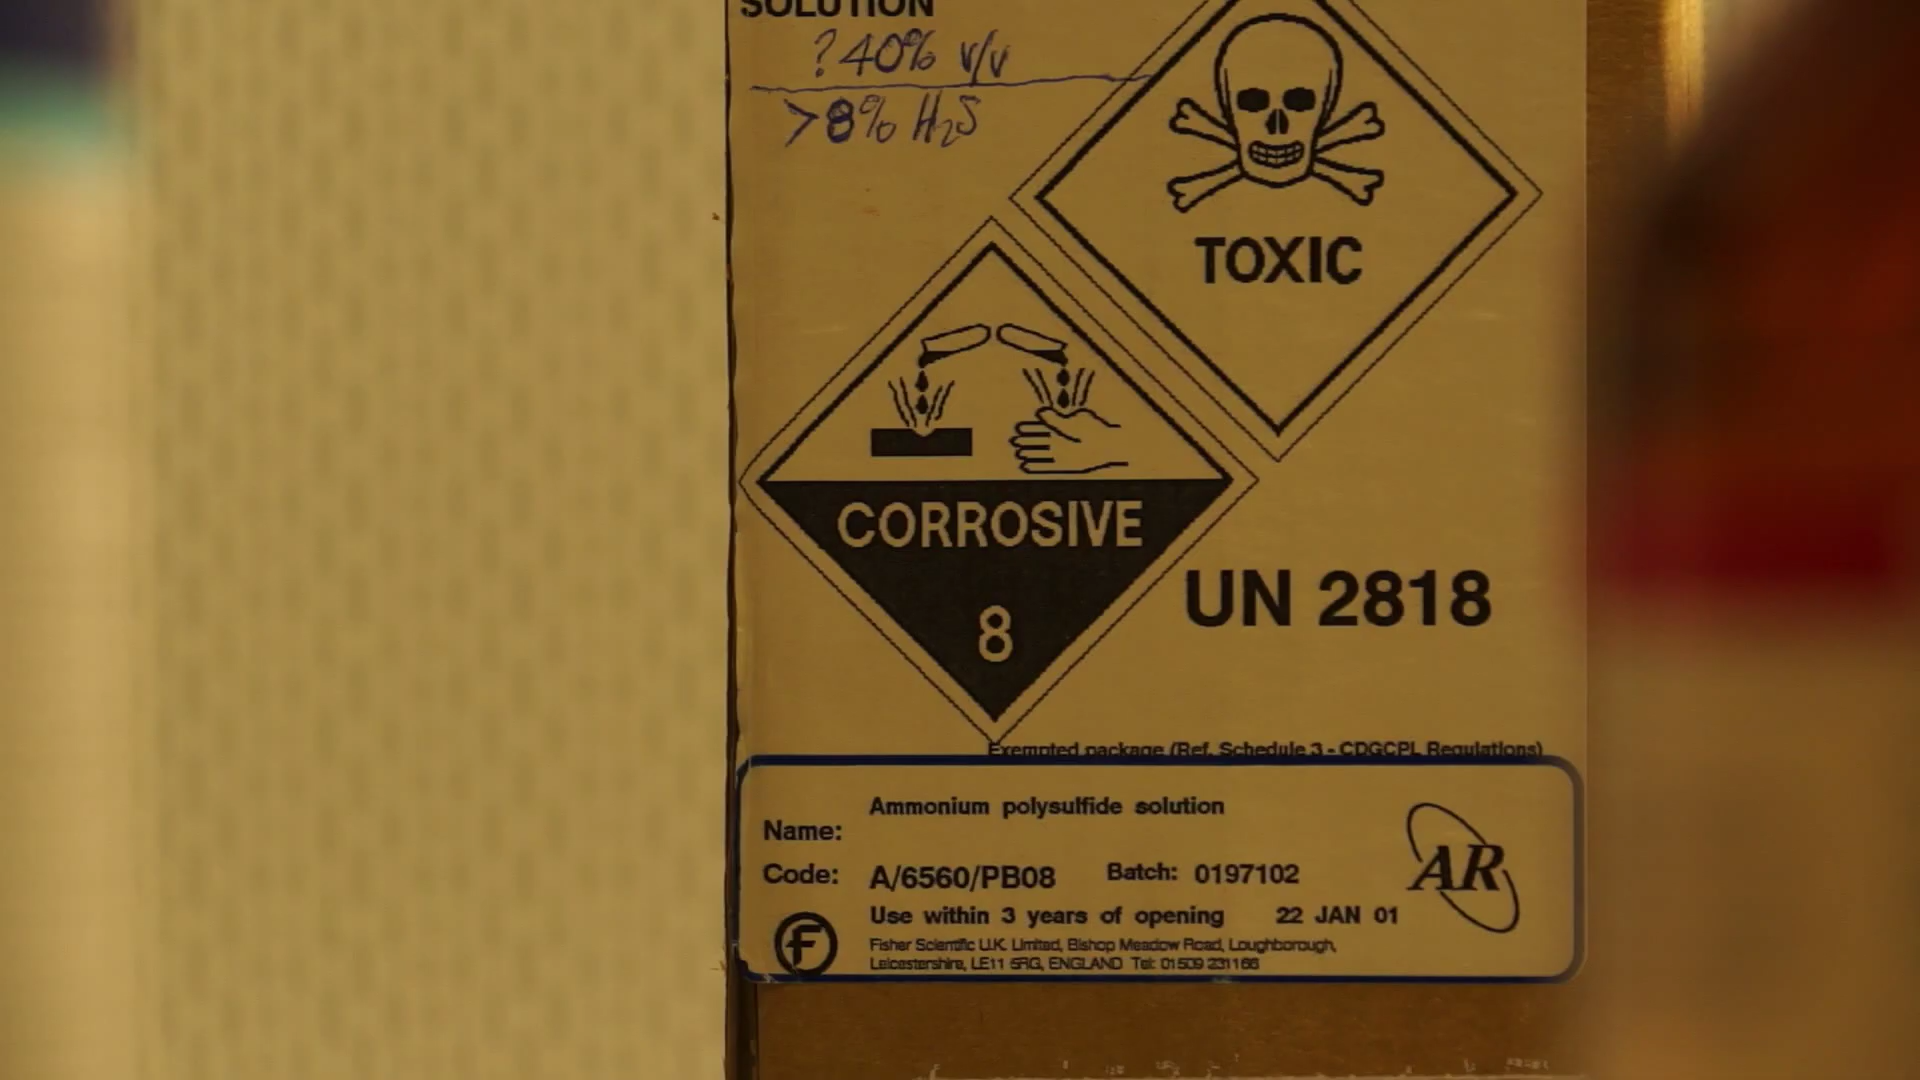 SOLUTION
? 40% v/v
>8% H2S
TOXIC
CORROSIVE
8
UN 2818
Exempted package (Ref. Schedule 3 - CDGCPL Regulations)
Name: Ammonium polysulfide solution
Code: A/6560/PB08 Batch: 0197102
AR
Use within 3 years of opening 22 JAN 01
Fisher Scientific U.K. Limited, Bishop Meadow Road, Loughborough,
Leicestershire, LE11 5RG, ENGLAND Tel: 01509 231166